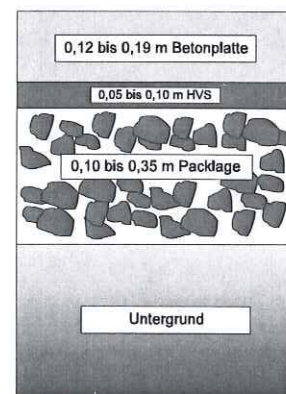 0,12 bis 0,19 m Betonplatte
0,05 bis 0,10 m HVS
0,10 bis 0,35 m Packlage
Untergrund